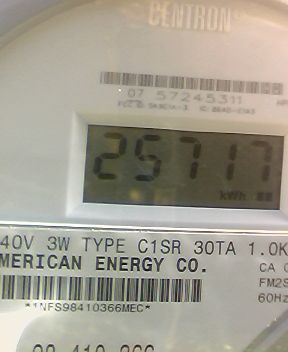 CENTRON
07 57245311
25717
kWh
40V 3W TYPE C1SR 30TA 1.0K
MERICAN ENERGY CO.
CA
FM2S
60Hz
*1NFS98410366MEC*